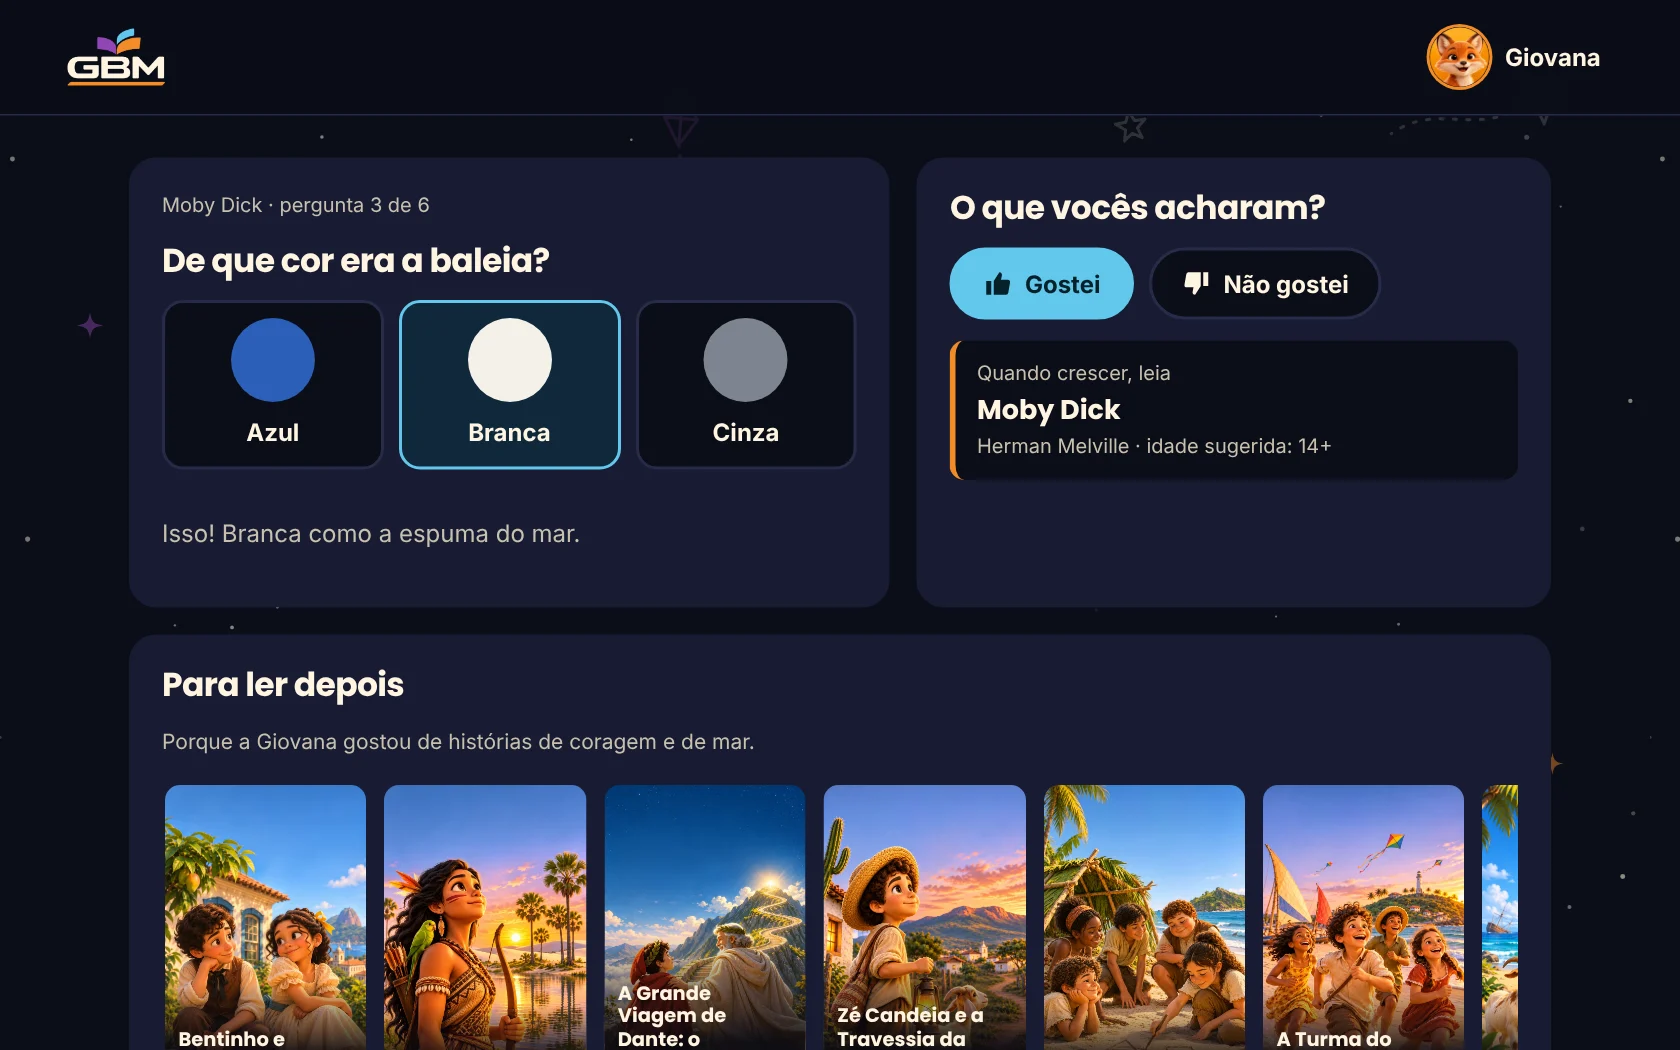 GBM
Giovana
Moby Dick · pergunta 3 de 6
De que cor era a baleia?
Azul
Branca
Cinza
Isso! Branca como a espuma do mar.
O que vocês acharam?
Gostei
Não gostei
Quando crescer, leia
Moby Dick
Herman Melville · idade sugerida: 14+
Para ler depois
Porque a Giovana gostou de histórias de coragem e de mar.
Bentinho e
A Grande
Viagem de
Dante: o
Zé Candeia e a
Travessia da
A Turma do